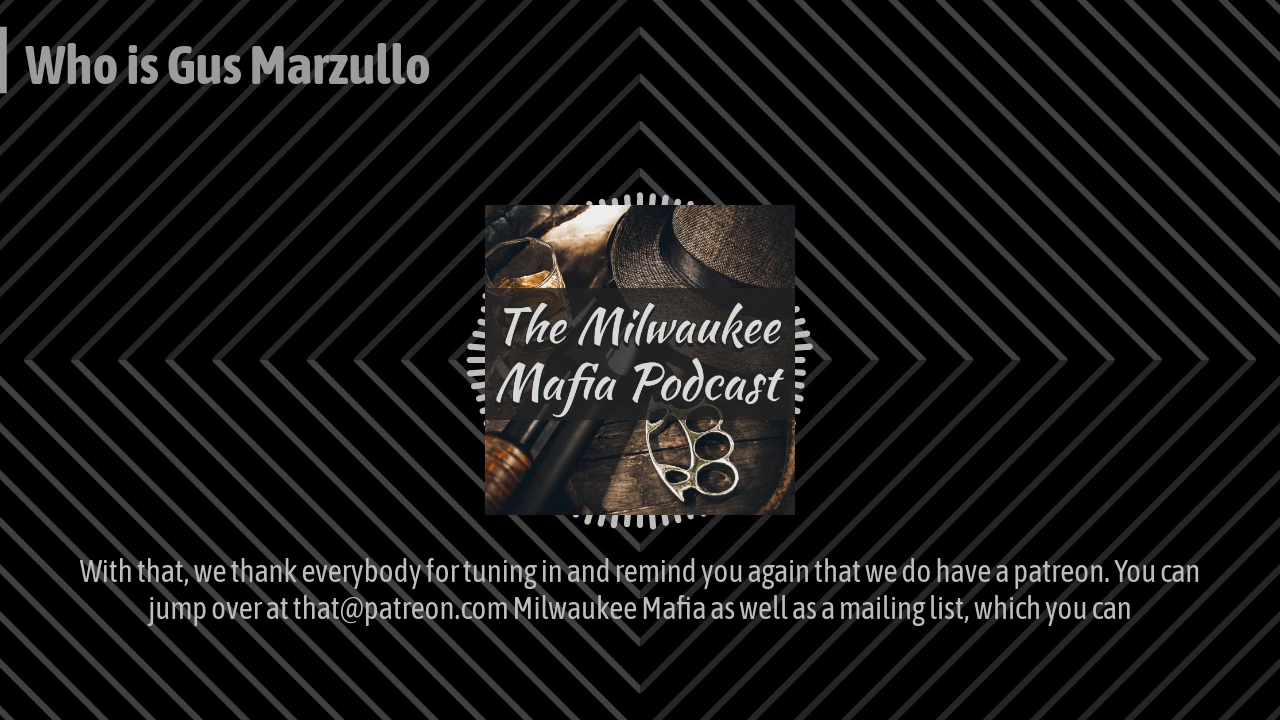 Who is Gus Marzullo
The Milwaukee
Mafia Podcast
With that, we thank everybody for tuning in and remind you again that we do have a patreon. You can
jump over at that@patreon.com Milwaukee Mafia as well as a mailing list, which you can